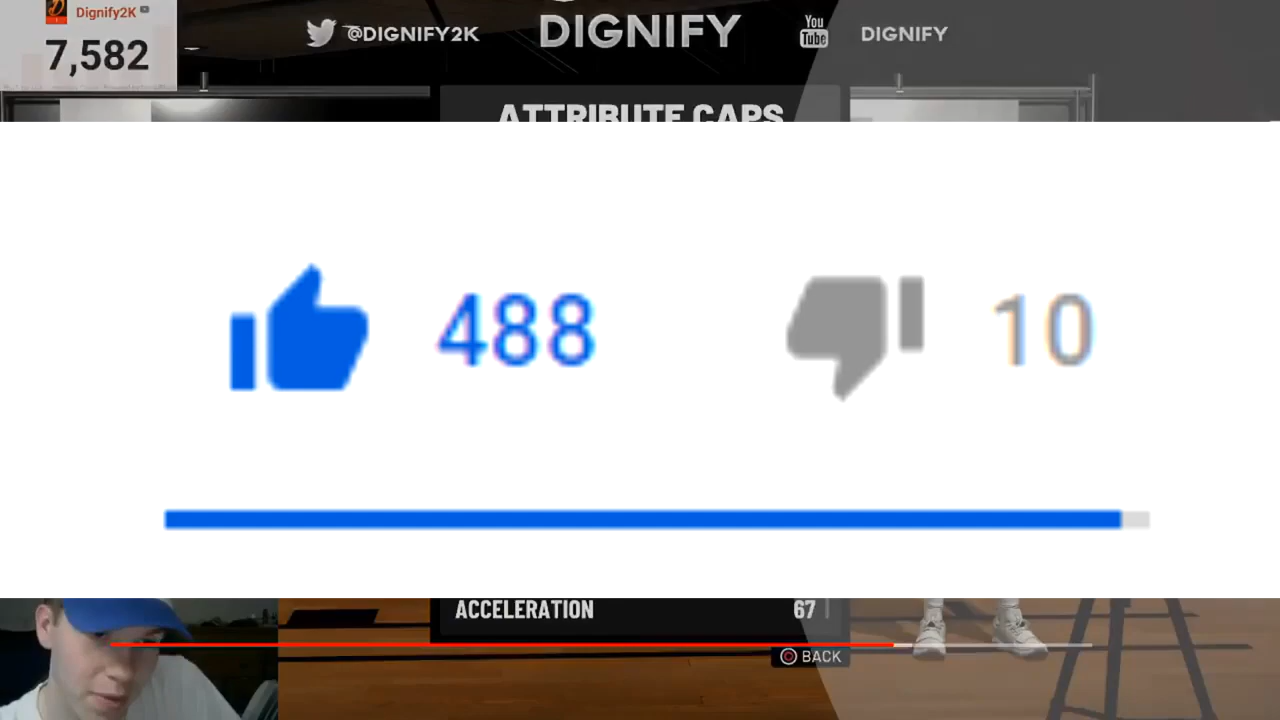 Dignify2K
7,582
@DIGNIFY2K
DIGNIFY
You
Tube
DIGNIFY
ATTRIBUTE CAPS
488
10
ACCELERATION 67
BACK